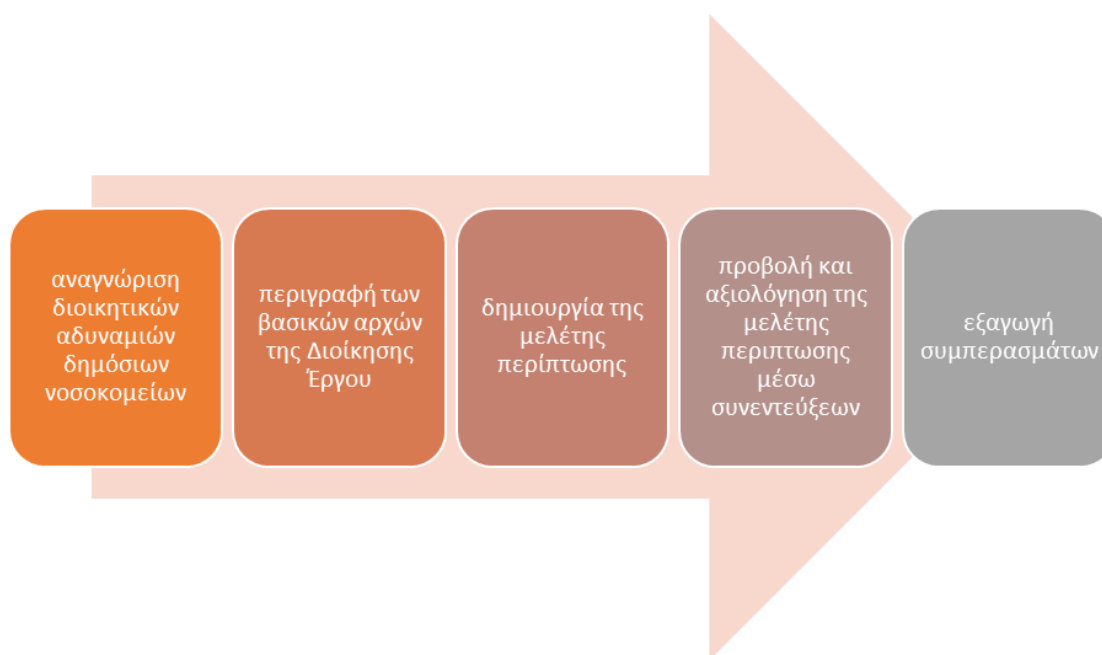 αναγνώριση
διοικητικών
αδυναμιών
δημόσιων
νοσοκομείων
περιγραφή των
βασικών αρχών
της Διοίκησης
Έργου
δημιουργία της
μελέτης
περίπτωσης
προβολή και
αξιολόγηση της
μελέτης
περιπτωσης
μέσω
συνεντεύξεων
εξαγωγή
συμπερασμάτων